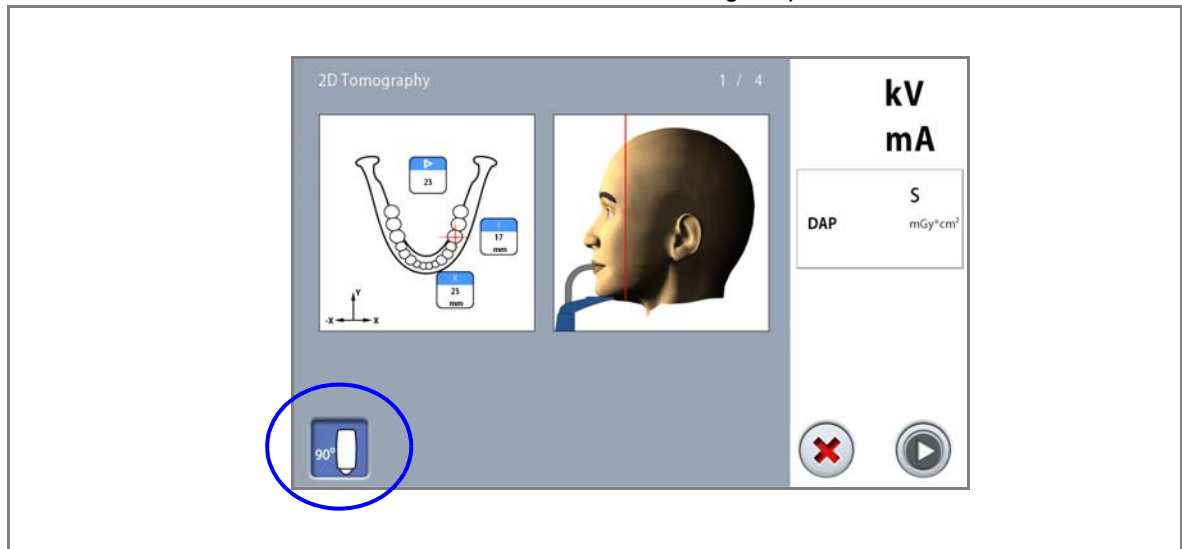 2D Tomography
1 / 4
kV
mA
S
DAP mGy*cm²
23
Y
17
mm
X
23
mm
Y
-X X
90°